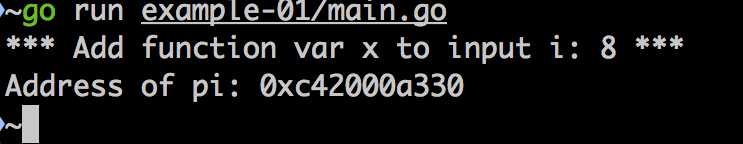 ~go run example-01/main.go
*** Add function var x to input i: 8 ***
Address of pi: 0xc42000a330
~